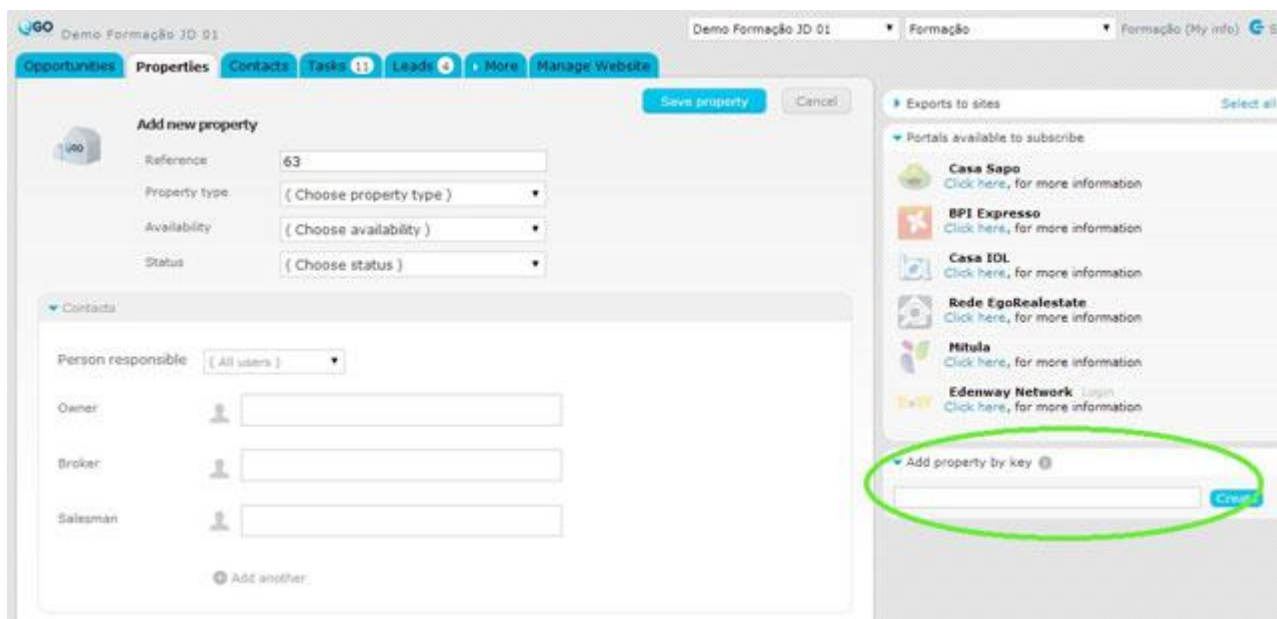 eGO Demo Formação JD 01
Demo Formação JD 01
Formação
Formação (My info)
Opportunities
Properties
Contacts
Tasks 11
Leads 4
More
Manage Website
Save property
Cancel
Add new property
Reference
63
Property type
( Choose property type )
Availability
( Choose availability )
Status
( Choose status )
Contacts
Person responsible
( All users )
Owner
Broker
Salesman
Add another
Exports to sites
Select all
Portals available to subscribe
Casa Sapo
Click here, for more information
BPI Expresso
Click here, for more information
Casa IOL
Click here, for more information
Rede EgoRealestate
Click here, for more information
Mitula
Click here, for more information
Edenway Network Login
Click here, for more information
Add property by key
Create